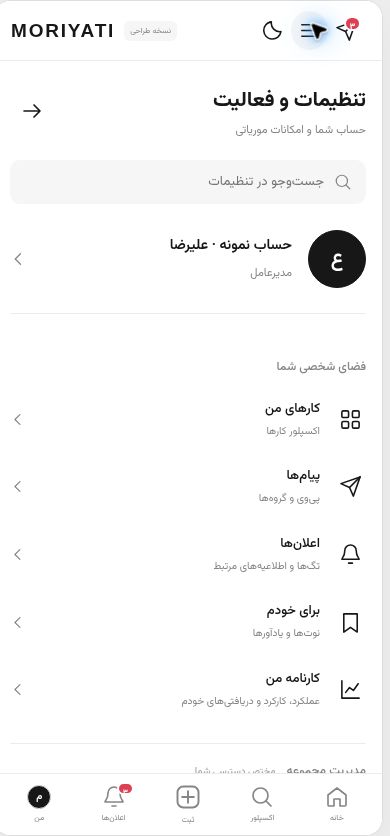 MORIYATI
نسخه طراحی
۳
تنظیمات و فعالیت
حساب شما و امکانات موریاتی
جست‌وجو در تنظیمات
ع
حساب نمونه · علیرضا
مدیرعامل
فضای شخصی شما
کارهای من
اکسپلور کارها
پیام‌ها
پی‌وی و گروه‌ها
اعلان‌ها
تگ‌ها و اطلاعیه‌های مرتبط
برای خودم
نوت‌ها و یادآورها
کارنامه من
عملکرد، کارکرد و دریافتی‌های خودم
مدیریت مجموعه مختص دسترسی شما
خانه
اکسپلور
ثبت
۳
اعلان‌ها
م
من